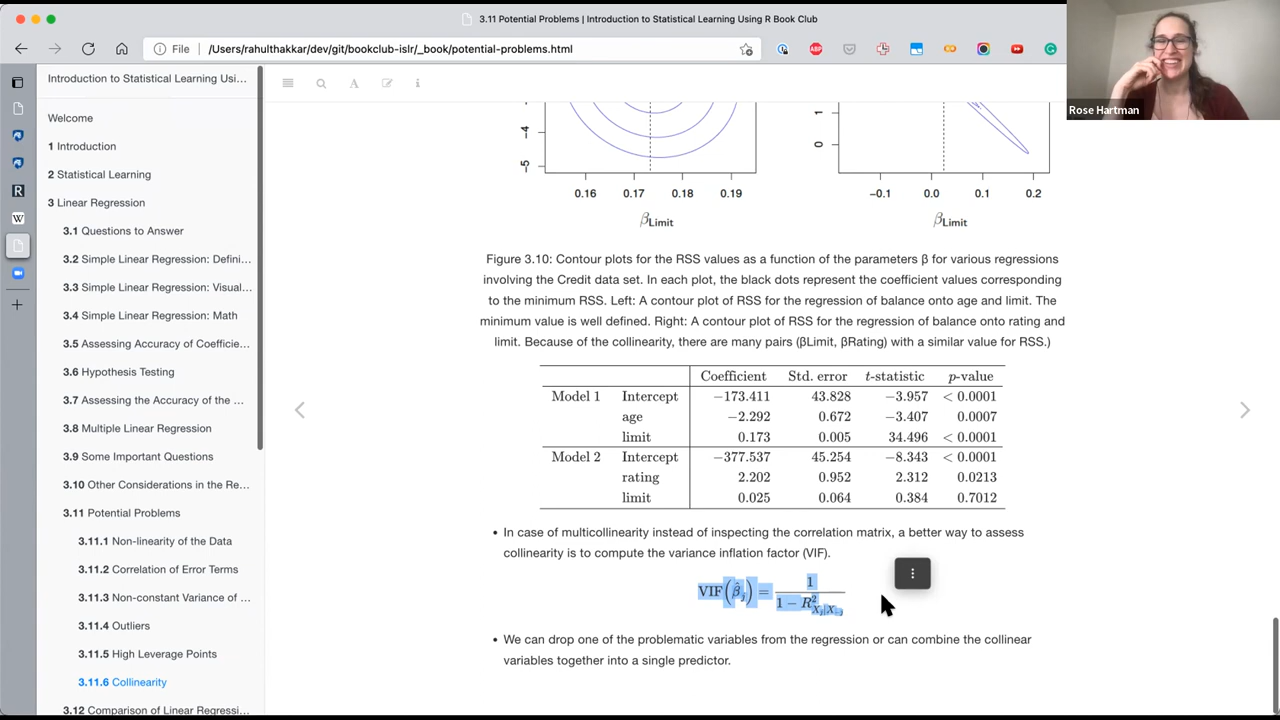 3.11 Potential Problems | Introduction to Statistical Learning Using R Book Club
File /Users/rahulthakkar/dev/git/bookclub-islr/_book/potential-problems.html
ABP
Rose Hartman
Introduction to Statistical Learning Usi...
Welcome
1 Introduction
2 Statistical Learning
3 Linear Regression
3.1 Questions to Answer
3.2 Simple Linear Regression: Defini...
3.3 Simple Linear Regression: Visual...
3.4 Simple Linear Regression: Math
3.5 Assessing Accuracy of Coefficie...
3.6 Hypothesis Testing
3.7 Assessing the Accuracy of the ...
3.8 Multiple Linear Regression
3.9 Some Important Questions
3.10 Other Considerations in the Re...
3.11 Potential Problems
3.11.1 Non-linearity of the Data
3.11.2 Correlation of Error Terms
3.11.3 Non-constant Variance of ...
3.11.4 Outliers
3.11.5 High Leverage Points
3.11.6 Collinearity
3.12 Comparison of Linear Regressi...
R
W
A
i
−4
−5
0.16 0.17 0.18 0.19
βLimit
1
0
−0.1 0.0 0.1 0.2
βLimit
Figure 3.10: Contour plots for the RSS values as a function of the parameters β for various regressions
involving the Credit data set. In each plot, the black dots represent the coefficient values corresponding
to the minimum RSS. Left: A contour plot of RSS for the regression of balance onto age and limit. The
minimum value is well defined. Right: A contour plot of RSS for the regression of balance onto rating and
limit. Because of the collinearity, there are many pairs (βLimit, βRating) with a similar value for RSS.)
Coefficient Std. error t-statistic p-value
Model 1 Intercept −173.411 43.828 −3.957 < 0.0001
age −2.292 0.672 −3.407 0.0007
limit 0.173 0.005 34.496 < 0.0001
Model 2 Intercept −377.537 45.254 −8.343 < 0.0001
rating 2.202 0.952 2.312 0.0213
limit 0.025 0.064 0.384 0.7012
• In case of multicollinearity instead of inspecting the correlation matrix, a better way to assess
collinearity is to compute the variance inflation factor (VIF).
VIF(β̂j) = 1 / 1 − R²Xj|X−j
• We can drop one of the problematic variables from the regression or can combine the collinear
variables together into a single predictor.